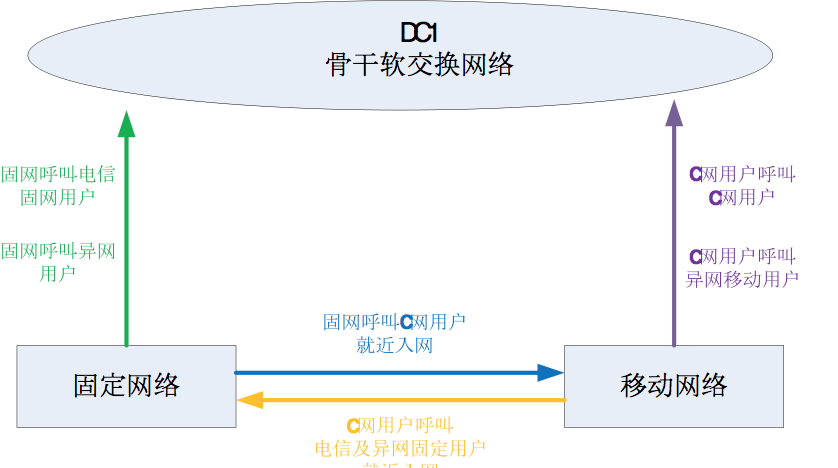 DC1
骨干软交换网络
固网呼叫电信
固网用户
固网呼叫异网
用户
C网用户呼叫
C网用户
C网用户呼叫
异网移动用户
固网呼叫C网用户
就近入网
固定网络
移动网络
C网用户呼叫
电信及异网固定用户
就近入网